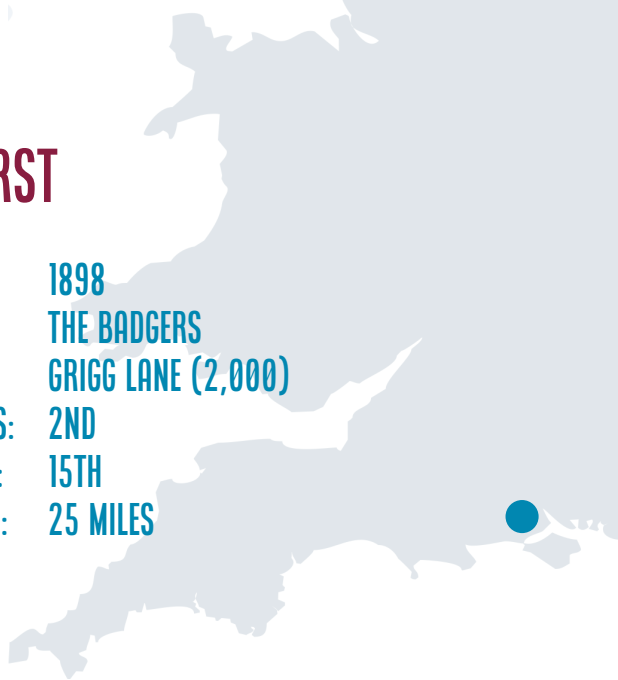 RST
1898
THE BADGERS
GRIGG LANE (2,000)
S: 2ND
: 15TH
: 25 MILES